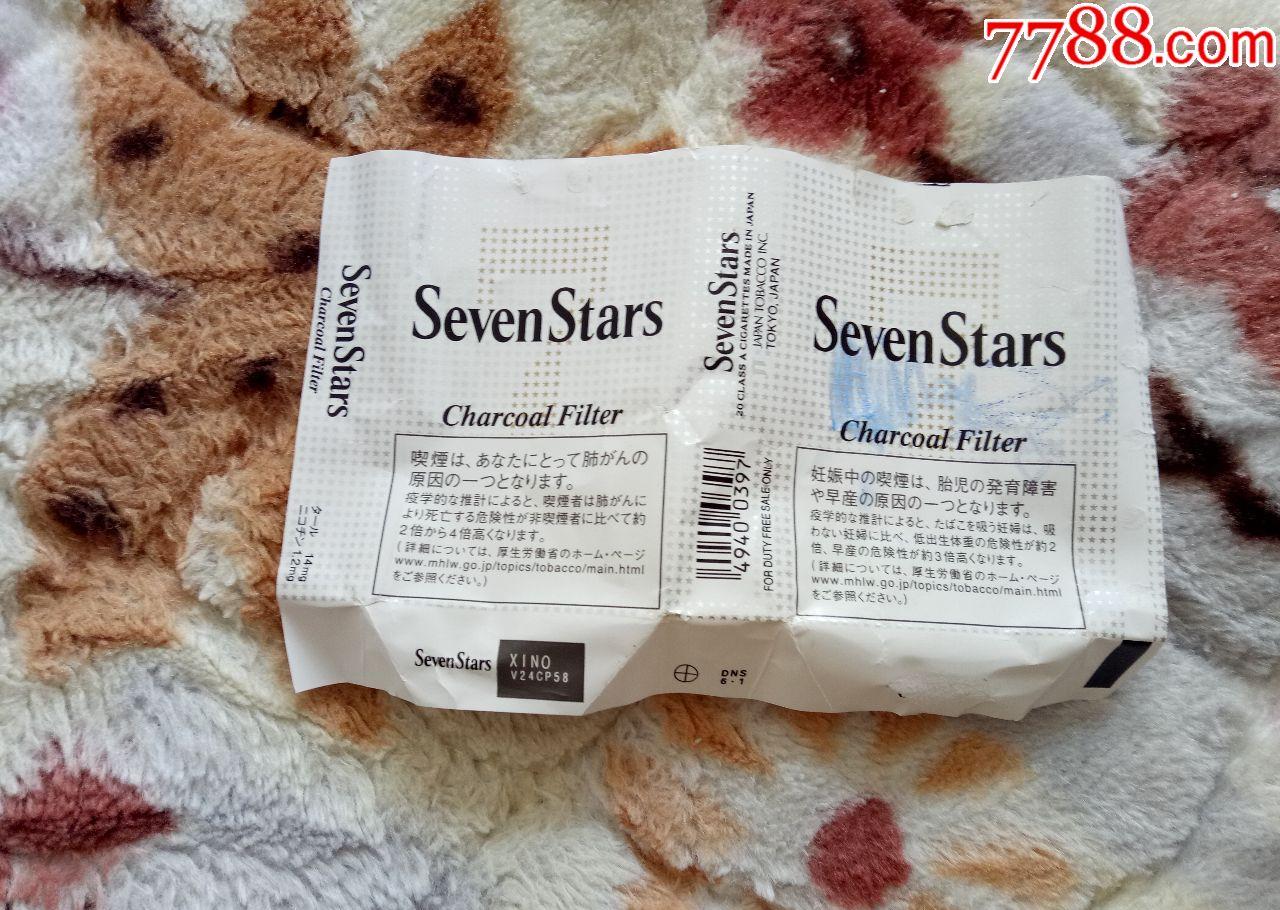 7788.com
SevenStars
Charcoal Filter
タール 14mg
ニコチン 1.2mg
SevenStars
Charcoal Filter
喫煙は、あなたにとって肺がんの
原因の一つとなります。
疫学的な推計によると、喫煙者は肺がんに
より死亡する危険性が非喫煙者に比べて約
2倍から4倍高くなります。
(詳細については、厚生労働省のホーム・ページ
www.mhlw.go.jp/topics/tobacco/main.html
をご参照ください。)
SevenStars
20 CLASS A CIGARETTES MADE IN JAPAN
JAPAN TOBACCO INC.
TOKYO, JAPAN
4940 0397
FOR DUTY FREE SALE ONLY
SevenStars
Charcoal Filter
妊娠中の喫煙は、胎児の発育障害
や早産の原因の一つとなります。
疫学的な推計によると、たばこを吸う妊婦は、吸
わない妊婦に比べ、低出生体重の危険性が約2
倍、早産の危険性が約3倍高くなります。
(詳細については、厚生労働省のホーム・ページ
www.mhlw.go.jp/topics/tobacco/main.html
をご参照ください。)
SevenStars
XINO
V24CP58
DNS
6・1